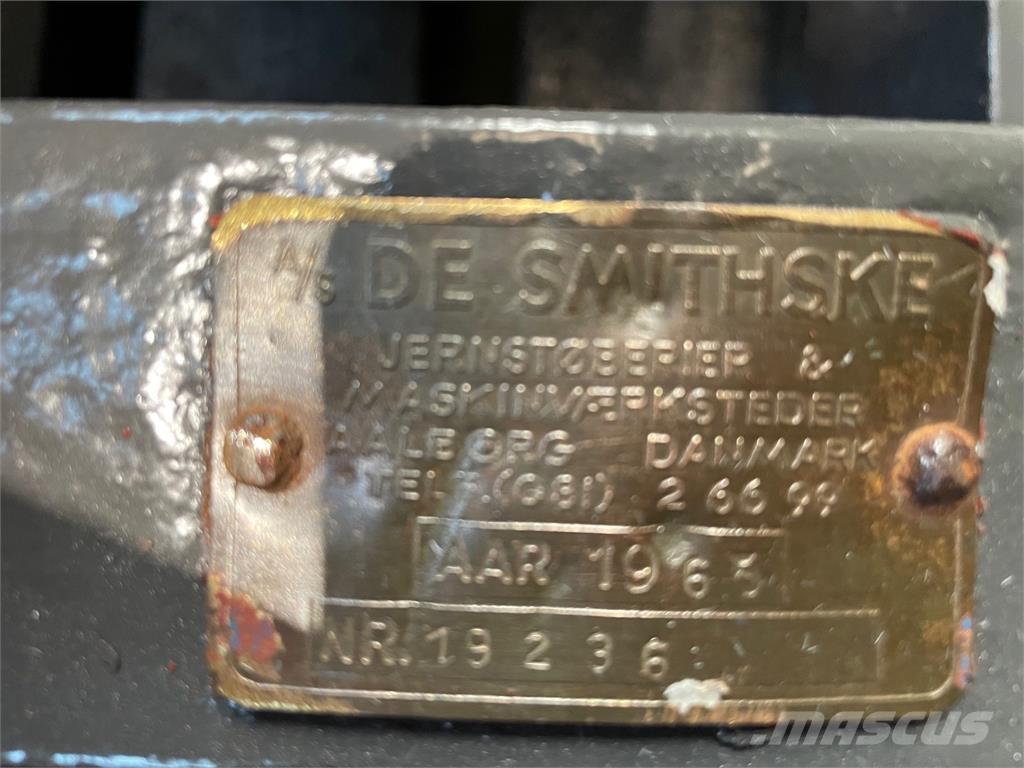 A/S DE SMITHSKE
JERNSTØBERIER &
MASKINVÆRKSTEDER
AALBORG DANMARK
TELF. (081) 2 66 99
AAR 1965
NR. 19236
MASCUS